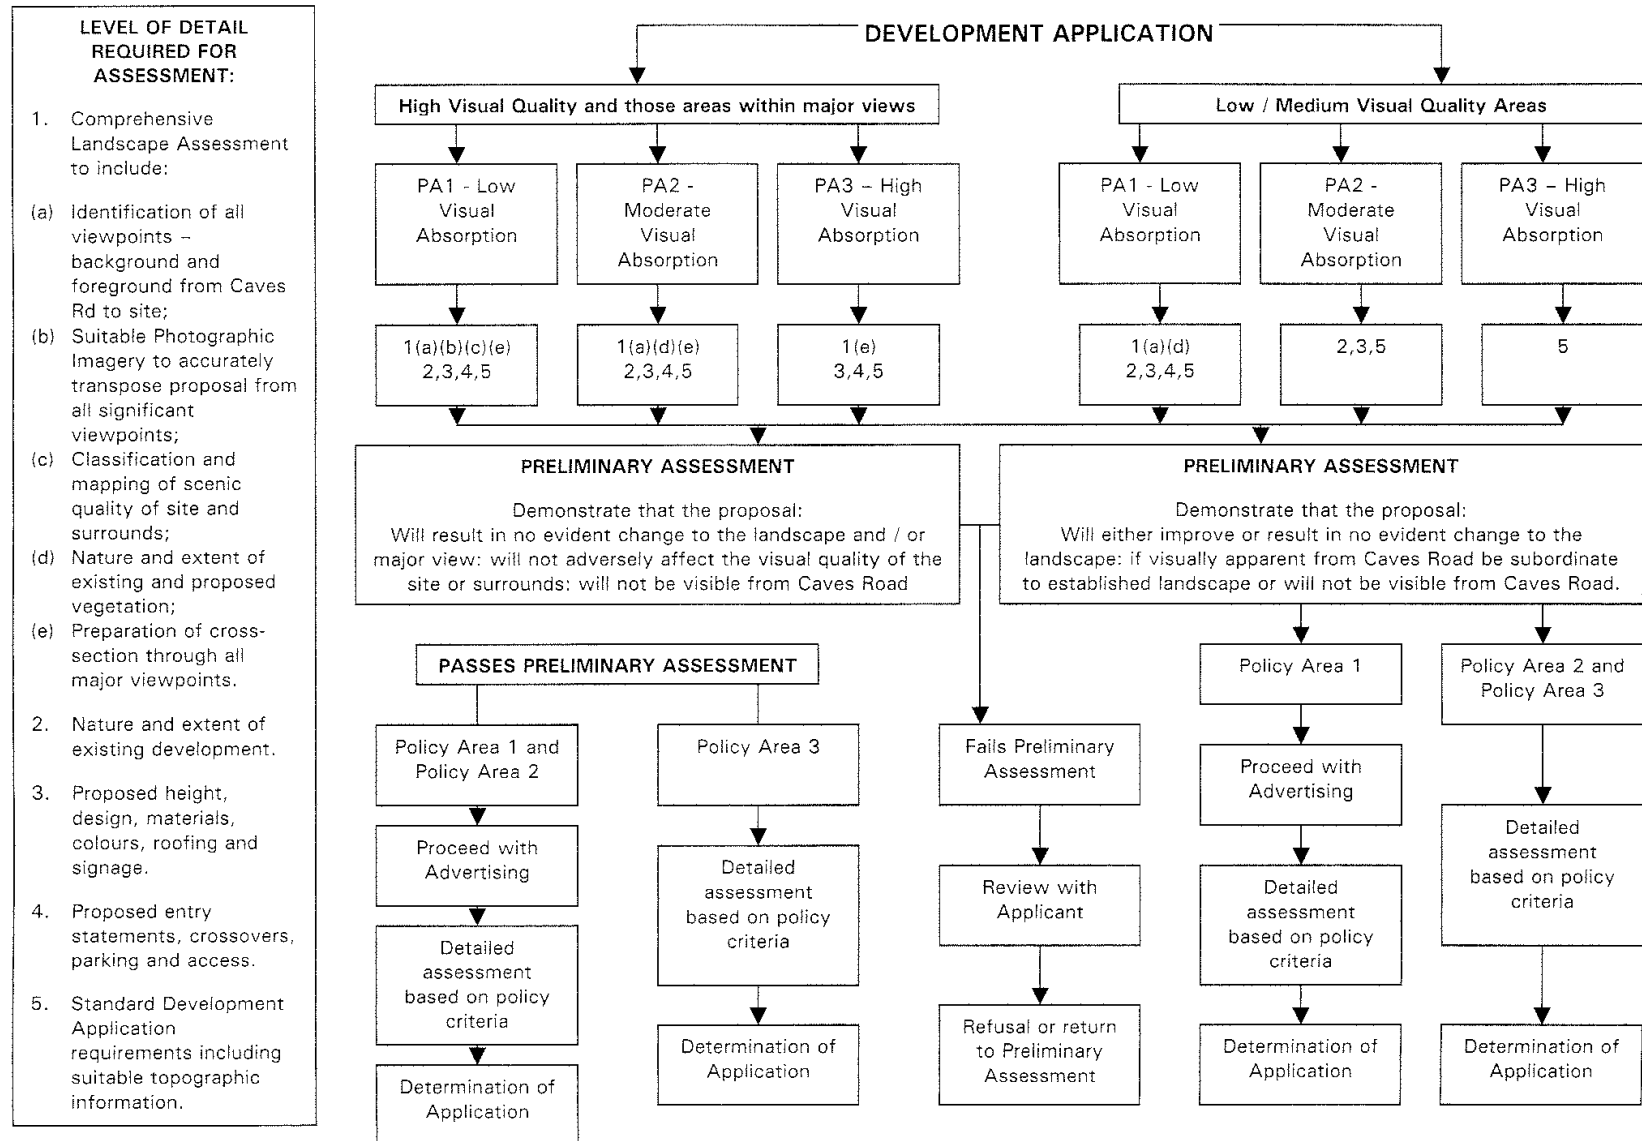 LEVEL OF DETAIL
REQUIRED FOR
ASSESSMENT:
1. Comprehensive
Landscape Assessment
to include:
(a) Identification of all
viewpoints –
background and
foreground from Caves
Rd to site;
(b) Suitable Photographic
Imagery to accurately
transpose proposal from
all significant
viewpoints;
(c) Classification and
mapping of scenic
quality of site and
surrounds;
(d) Nature and extent of
existing and proposed
vegetation;
(e) Preparation of cross-
section through all
major viewpoints.
2. Nature and extent of
existing development.
3. Proposed height,
design, materials,
colours, roofing and
signage.
4. Proposed entry
statements, crossovers,
parking and access.
5. Standard Development
Application
requirements including
suitable topographic
information.
DEVELOPMENT APPLICATION
High Visual Quality and those areas within major views
Low / Medium Visual Quality Areas
PA1 - Low
Visual
Absorption
PA2 -
Moderate
Visual
Absorption
PA3 – High
Visual
Absorption
PA1 - Low
Visual
Absorption
PA2 -
Moderate
Visual
Absorption
PA3 – High
Visual
Absorption
1(a)(b)(c)(e)
2,3,4,5
1(a)(d)(e)
2,3,4,5
1(e)
3,4,5
1(a)(d)
2,3,4,5
2,3,5
5
PRELIMINARY ASSESSMENT
Demonstrate that the proposal:
Will result in no evident change to the landscape and / or
major view: will not adversely affect the visual quality of the
site or surrounds: will not be visible from Caves Road
PRELIMINARY ASSESSMENT
Demonstrate that the proposal:
Will either improve or result in no evident change to the
landscape: if visually apparent from Caves Road be subordinate
to established landscape or will not be visible from Caves Road.
PASSES PRELIMINARY ASSESSMENT
Policy Area 1 and
Policy Area 2
Proceed with
Advertising
Detailed
assessment
based on policy
criteria
Determination of
Application
Policy Area 3
Detailed
assessment
based on policy
criteria
Determination of
Application
Fails Preliminary
Assessment
Review with
Applicant
Refusal or return
to Preliminary
Assessment
Policy Area 1
Proceed with
Advertising
Detailed
assessment
based on policy
criteria
Determination of
Application
Policy Area 2 and
Policy Area 3
Detailed
assessment
based on policy
criteria
Determination of
Application